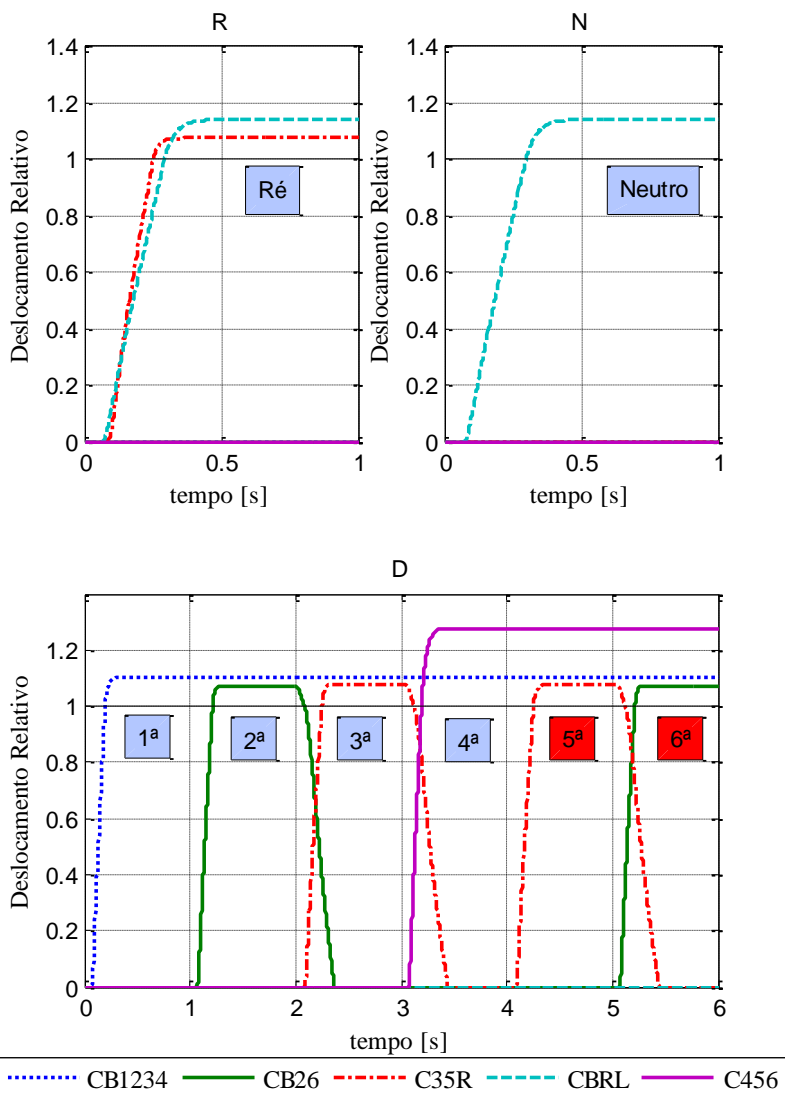 R
1.4
1.2
1
0.8
0.6
0.4
0.2
0
Deslocamento Relativo
Ré
0
0.5
1
tempo [s]
N
1.4
1.2
1
0.8
0.6
0.4
0.2
0
Deslocamento Relativo
Neutro
0
0.5
1
tempo [s]
D
1.2
1
0.8
0.6
0.4
0.2
0
Deslocamento Relativo
1ª
2ª
3ª
4ª
5ª
6ª
0
1
2
3
4
5
6
tempo [s]
CB1234 CB26 C35R CBRL C456